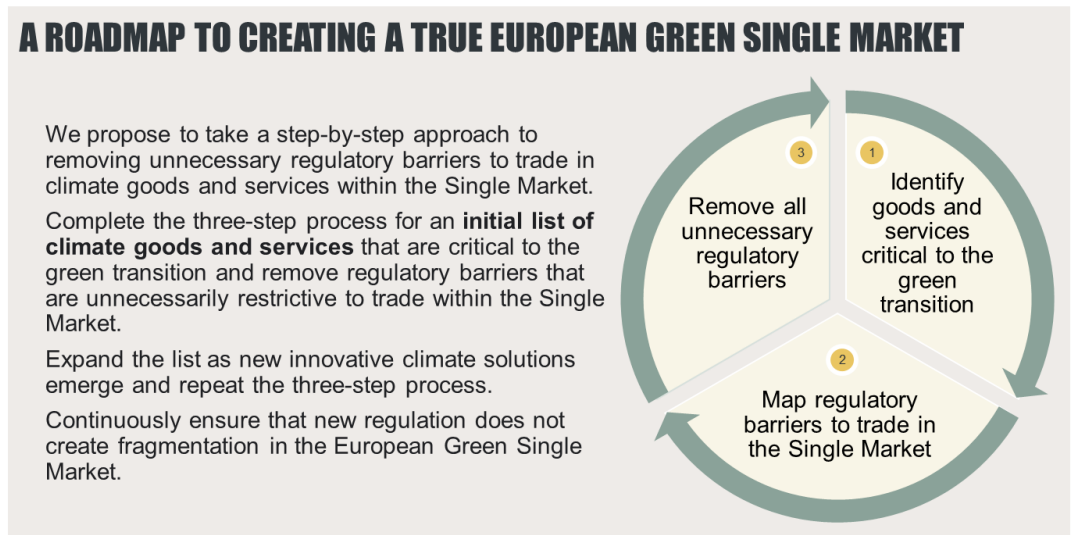 A ROADMAP TO CREATING A TRUE EUROPEAN GREEN SINGLE MARKET
We propose to take a step-by-step approach to
removing unnecessary regulatory barriers to trade in
climate goods and services within the Single Market.
Complete the three-step process for an initial list of
climate goods and services that are critical to the
green transition and remove regulatory barriers that
are unnecessarily restrictive to trade within the Single
Market.
Expand the list as new innovative climate solutions
emerge and repeat the three-step process.
Continuously ensure that new regulation does not
create fragmentation in the European Green Single
Market.
1
Identify
goods and
services
critical to the
green
transition
2
Map regulatory
barriers to trade in
the Single Market
3
Remove all
unnecessary
regulatory
barriers